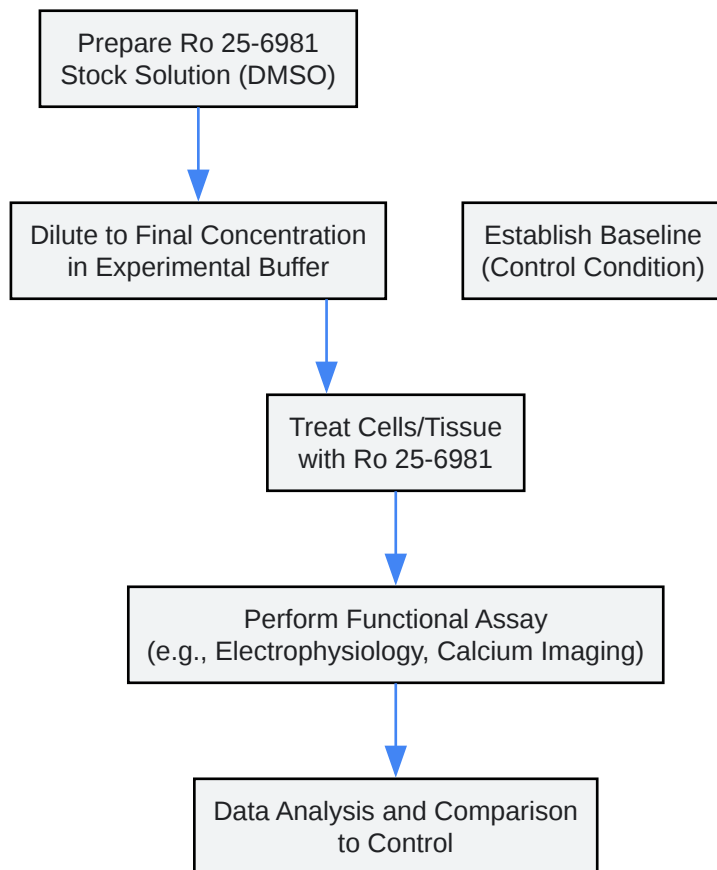 Prepare Ro 25-6981
Stock Solution (DMSO)
Dilute to Final Concentration
in Experimental Buffer
Establish Baseline
(Control Condition)
Treat Cells/Tissue
with Ro 25-6981
Perform Functional Assay
(e.g., Electrophysiology, Calcium Imaging)
Data Analysis and Comparison
to Control